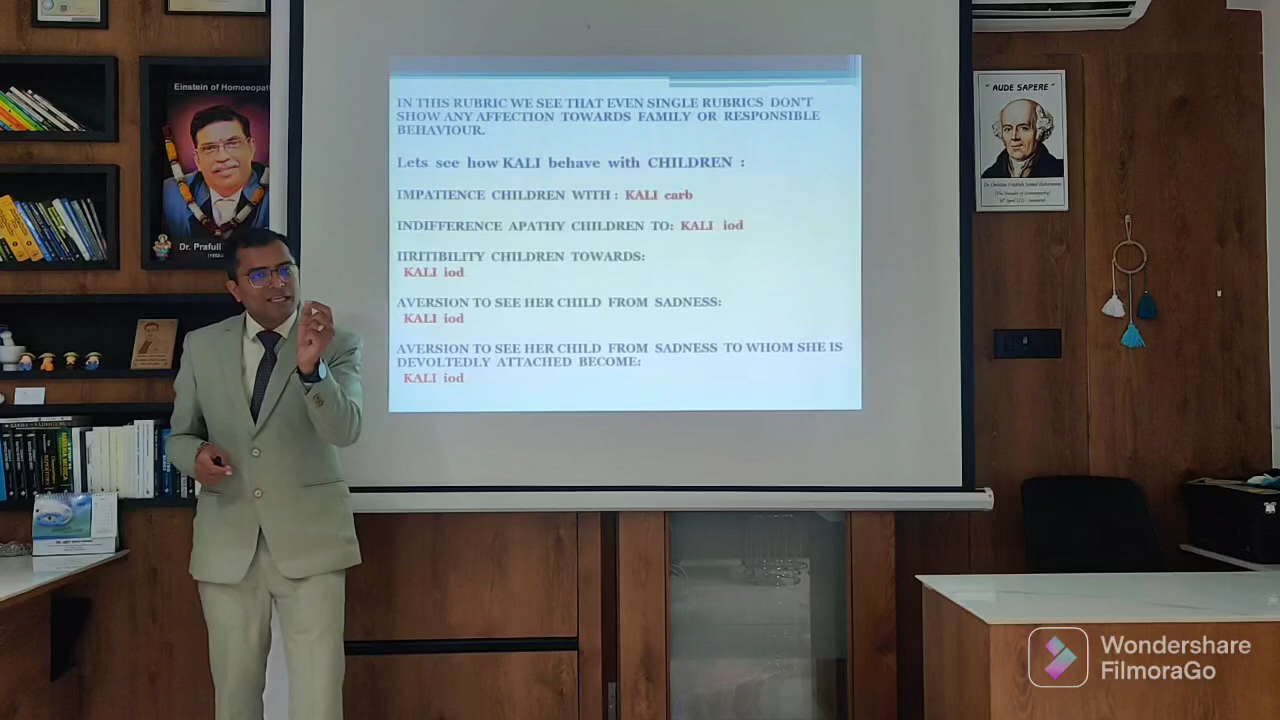 Einstein of Homoeopat
Dr. Prafull
IN THIS RUBRIC WE SEE THAT EVEN SINGLE RUBRICS DON'T
SHOW ANY AFFECTION TOWARDS FAMILY OR RESPONSIBLE
BEHAVIOUR.
Lets see how KALI behave with CHILDREN :
IMPATIENCE CHILDREN WITH : KALI carb
INDIFFERENCE APATHY CHILDREN TO: KALI iod
IIRITIBILITY CHILDREN TOWARDS:
KALI iod
AVERSION TO SEE HER CHILD FROM SADNESS:
KALI iod
AVERSION TO SEE HER CHILD FROM SADNESS TO WHOM SHE IS
DEVOLTEDLY ATTACHED BECOME:
KALI iod
" AUDE SAPERE "
Wondershare
FilmoraGo